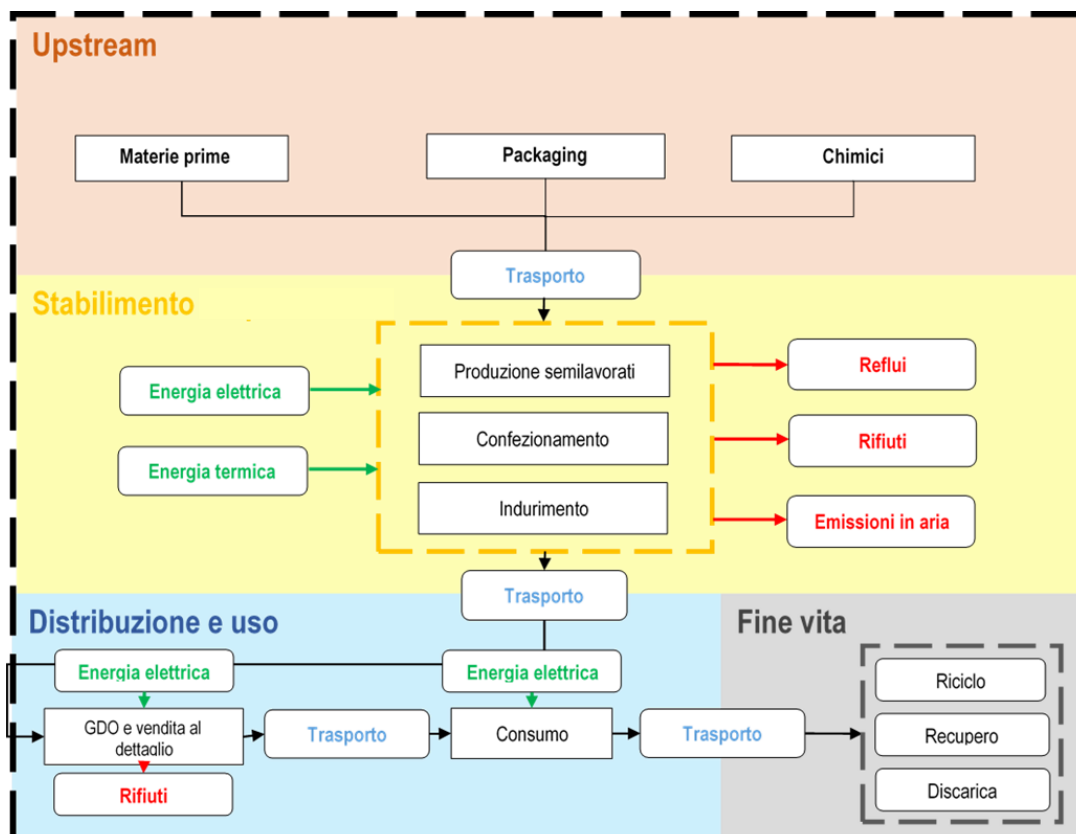 Upstream
Materie prime
Packaging
Chimici
Trasporto
Stabilimento
Energia elettrica
Energia termica
Produzione semilavorati
Confezionamento
Indurimento
Reflui
Rifiuti
Emissioni in aria
Trasporto
Distribuzione e uso
Energia elettrica
Energia elettrica
GDO e vendita al
dettaglio
Trasporto
Consumo
Trasporto
Rifiuti
Fine vita
Riciclo
Recupero
Discarica